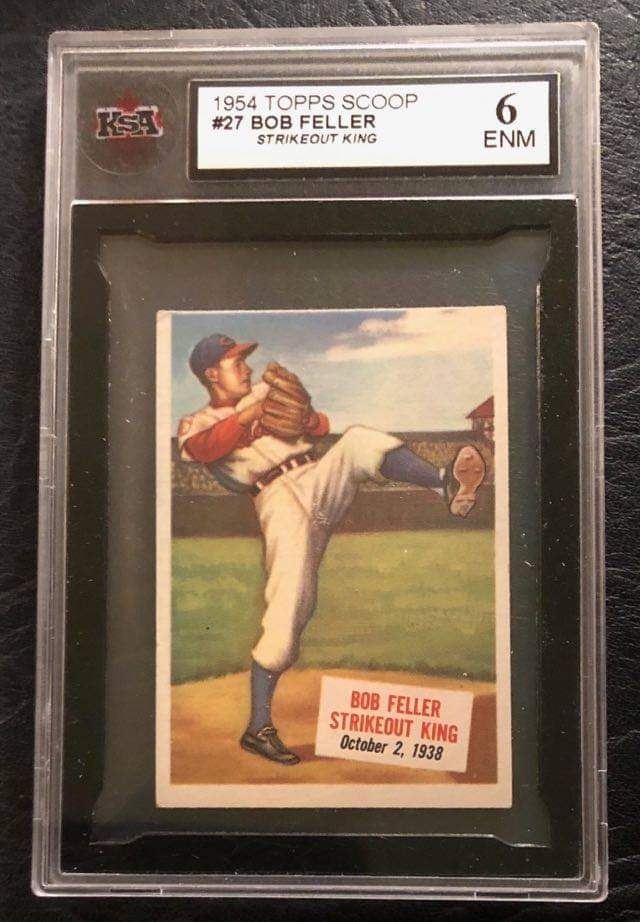 KSA
1954 TOPPS SCOOP
#27 BOB FELLER
STRIKEOUT KING
6
ENM
BOB FELLER
STRIKEOUT KING
October 2, 1938